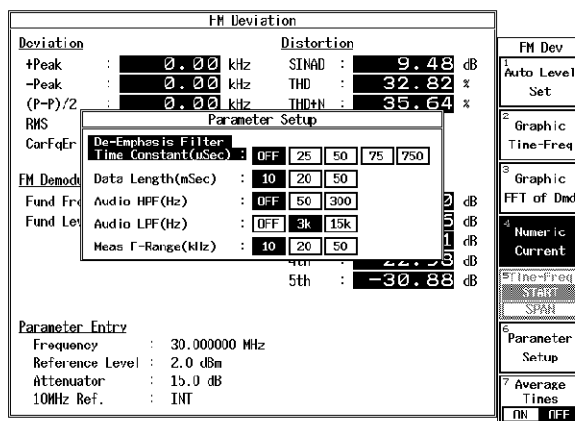 FM Deviation
Deviation
+Peak : 0.00 kHz
-Peak : 0.00 kHz
(P-P)/2 : 0.00 kHz
RMS
CarFqEr
Distortion
SINAD : 9.48 dB
THD : 32.82 %
THD+N : 35.64 %
Parameter Setup
De-Emphasis Filter
Time Constant(µSec) : OFF 25 50 75 750
Data Length(mSec) : 10 20 50
Audio HPF(Hz) : OFF 50 300
Audio LPF(Hz) : OFF 3k 15k
Meas F-Range(kHz) : 10 20 50
FM Demodu
Fund Fre
Fund Lev
dB
dB
dB
4th : dB
5th : -30.88 dB
Parameter Entry
Frequency : 30.000000 MHz
Reference Level : 2.0 dBm
Attenuator : 15.0 dB
10MHz Ref. : INT
FM Dev
1
Auto Level
Set
2
Graphic
Time-Freq
3
Graphic
FFT of Dmd
4
Numeric
Current
5 Time-Freq
START
SPAN
6
Parameter
Setup
7 Average
Times
ON OFF